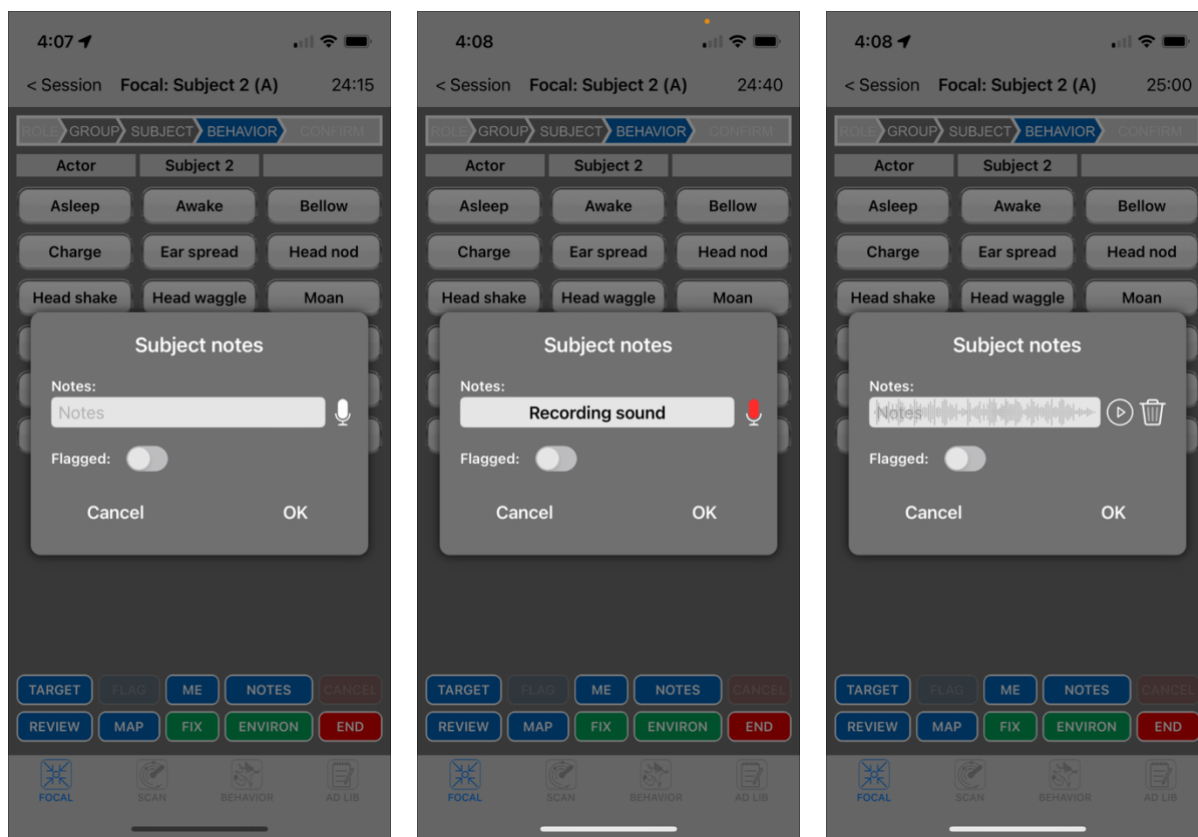 4:07
< Session Focal: Subject 2 (A) 24:15
ROLE GROUP SUBJECT BEHAVIOR CONFIRM
Actor Subject 2
Asleep Awake Bellow
Charge Ear spread Head nod
Head shake Head waggle Moan
Subject notes
Notes:
Notes
Flagged:
Cancel OK
TARGET FLAG ME NOTES CANCEL
REVIEW MAP FIX ENVIRON END
FOCAL SCAN BEHAVIOR AD LIB
4:08
< Session Focal: Subject 2 (A) 24:40
ROLE GROUP SUBJECT BEHAVIOR CONFIRM
Actor Subject 2
Asleep Awake Bellow
Charge Ear spread Head nod
Head shake Head waggle Moan
Subject notes
Notes:
Recording sound
Flagged:
Cancel OK
TARGET FLAG ME NOTES CANCEL
REVIEW MAP FIX ENVIRON END
FOCAL SCAN BEHAVIOR AD LIB
4:08
< Session Focal: Subject 2 (A) 25:00
ROLE GROUP SUBJECT BEHAVIOR CONFIRM
Actor Subject 2
Asleep Awake Bellow
Charge Ear spread Head nod
Head shake Head waggle Moan
Subject notes
Notes:
Notes
Flagged:
Cancel OK
TARGET FLAG ME NOTES CANCEL
REVIEW MAP FIX ENVIRON END
FOCAL SCAN BEHAVIOR AD LIB